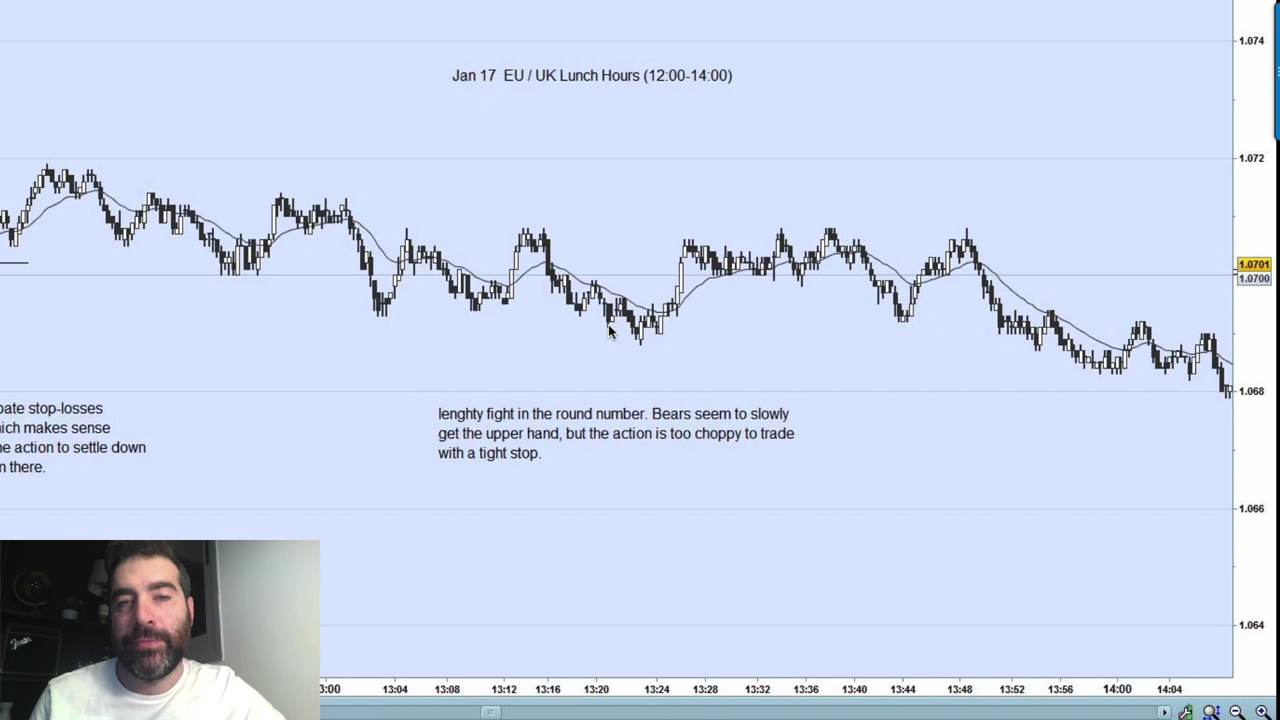 1.074
Jan 17 EU / UK Lunch Hours (12:00-14:00)
1.072
1.0701
1.0700
1.068
pate stop-losses
hich makes sense
he action to settle down
m there.
lenghty fight in the round number. Bears seem to slowly
get the upper hand, but the action is too choppy to trade
with a tight stop.
1.066
1.064
3:00 13:04 13:08 13:12 13:16 13:20 13:24 13:28 13:32 13:36 13:40 13:44 13:48 13:52 13:56 14:00 14:04